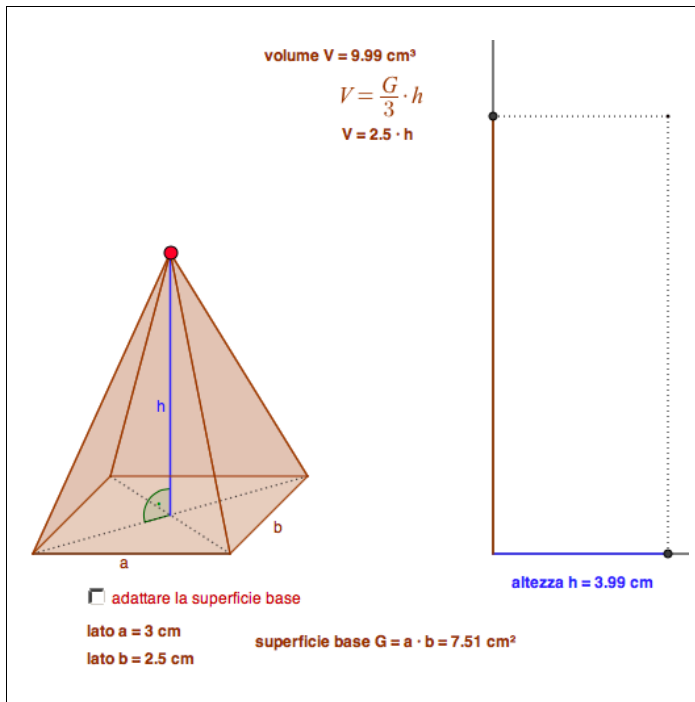 volume V = 9.99 cm³
V = G/3 · h
V = 2.5 · h
h
b
a
altezza h = 3.99 cm
adattare la superficie base
lato a = 3 cm
superficie base G = a · b = 7.51 cm²
lato b = 2.5 cm